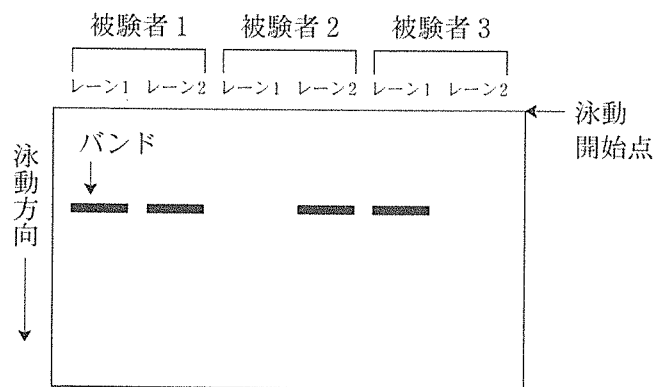 被験者1 被験者2 被験者3
レーン1 レーン2 レーン1 レーン2 レーン1 レーン2
泳動
開始点
バンド
泳動方向